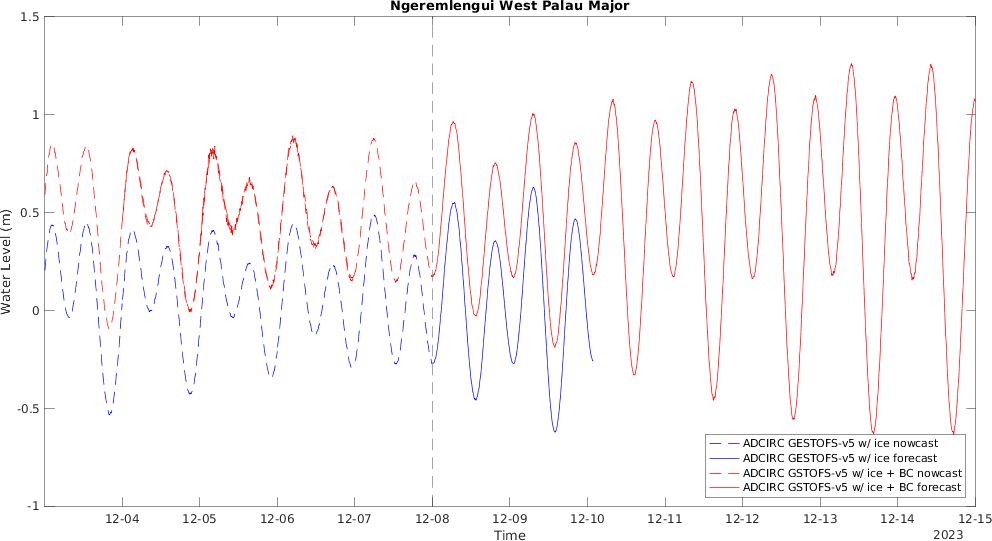 Ngeremlengui West Palau Major
1.5
1
0.5
0
-0.5
-1
Water Level (m)
ADCIRC GESTOFS-v5 w/ ice nowcast
ADCIRC GESTOFS-v5 w/ ice forecast
ADCIRC GSTOFS-v5 w/ ice + BC nowcast
ADCIRC GSTOFS-v5 w/ ice + BC forecast
12-04 12-05 12-06 12-07 12-08 12-09 12-10 12-11 12-12 12-13 12-14 12-15
Time
2023